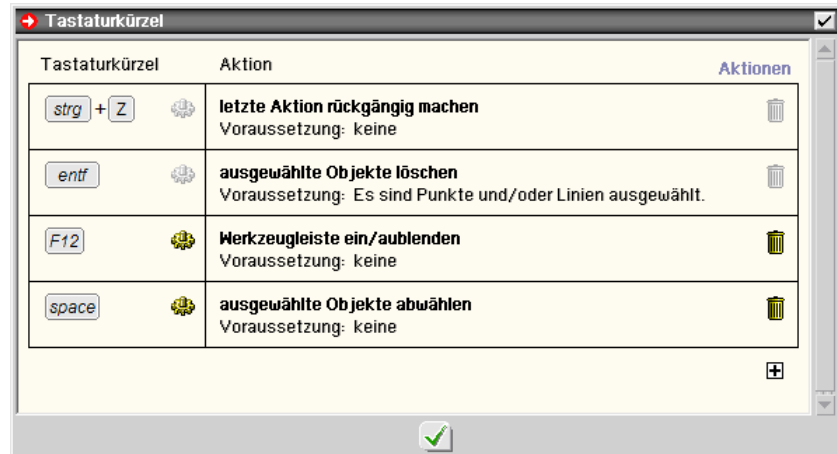 Tastaturkürzel
Tastaturkürzel Aktion Aktionen
strg + Z letzte Aktion rückgängig machen
Voraussetzung: keine
entf ausgewählte Objekte löschen
Voraussetzung: Es sind Punkte und/oder Linien ausgewählt.
F12 Werkzeugleiste ein/aublenden
Voraussetzung: keine
space ausgewählte Objekte abwählen
Voraussetzung: keine